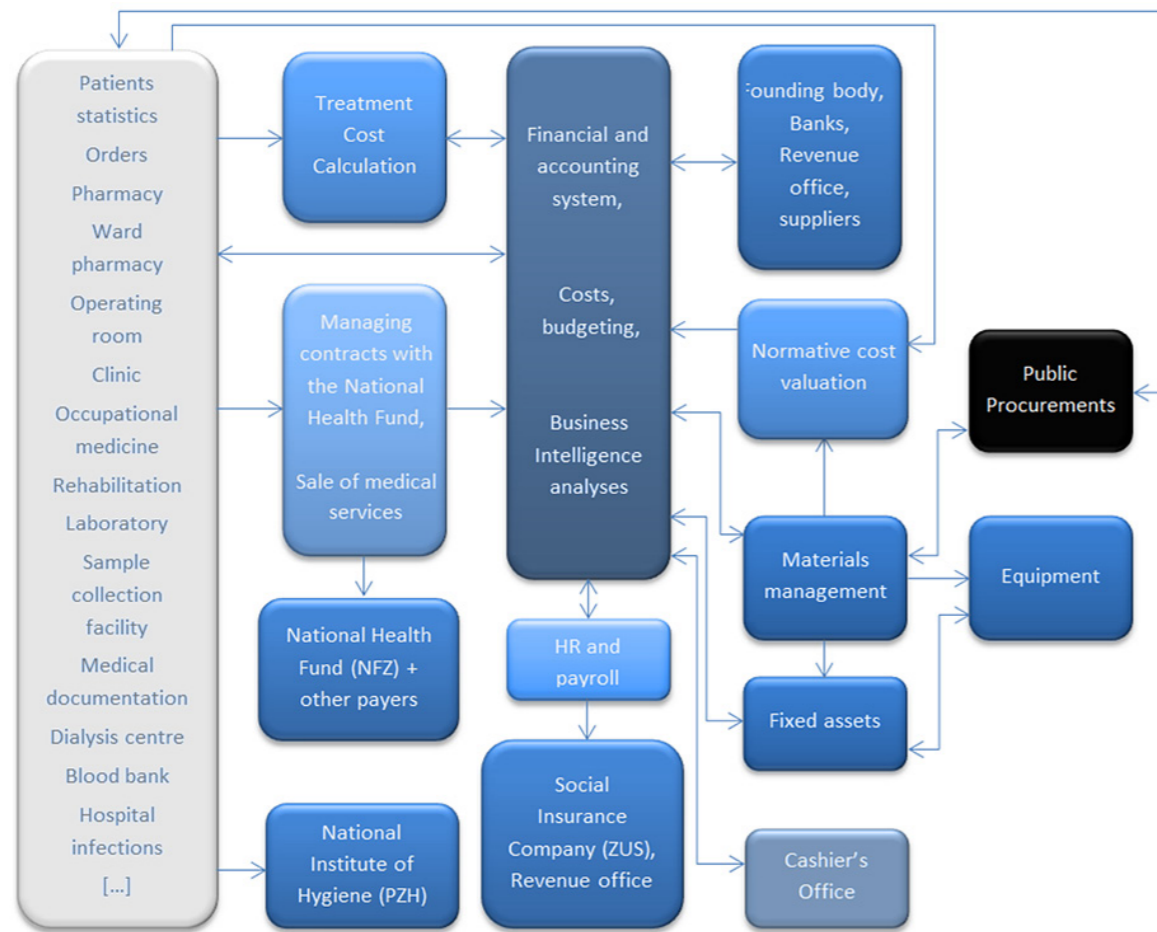 Patients
statistics
Orders
Pharmacy
Ward
pharmacy
Operating
room
Clinic
Occupational
medicine
Rehabilitation
Laboratory
Sample
collection
facility
Medical
documentation
Dialysis centre
Blood bank
Hospital
infections
[...]
Treatment
Cost
Calculation
Managing
contracts with
the National
Health Fund,
Sale of medical
services
National Health
Fund (NFZ) +
other payers
National
Institute of
Hygiene (PZH)
Financial and
accounting
system,
Costs,
budgeting,
Business
Intelligence
analyses
HR and
payroll
Social
Insurance
Company (ZUS),
Revenue office
Founding body,
Banks,
Revenue
office,
suppliers
Normative cost
valuation
Materials
management
Fixed assets
Cashier's
Office
Public
Procurements
Equipment